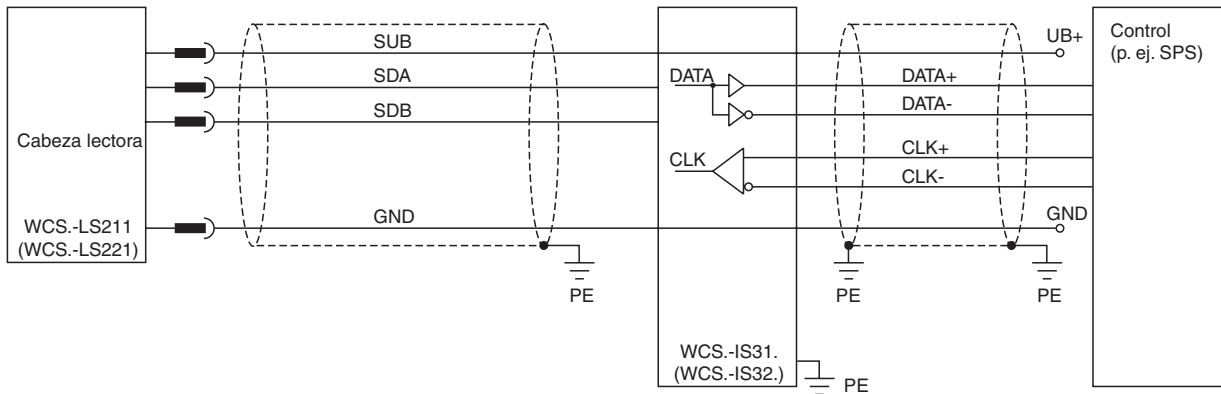 SUB
SDA
SDB
GND
Cabeza lectora
WCS.-LS211
(WCS.-LS221)
PE
DATA
CLK
WCS.-IS31.
(WCS.-IS32.)
PE
UB+
DATA+
DATA-
CLK+
CLK-
GND
PE
PE
Control
(p. ej. SPS)